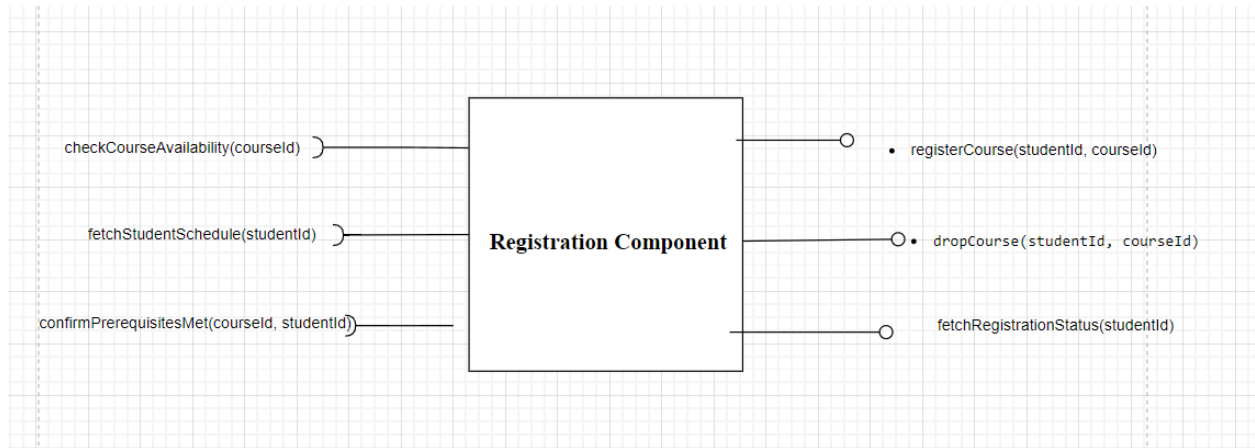 checkCourseAvailability(courseId)
• registerCourse(studentId, courseId)
fetchStudentSchedule(studentId)
Registration Component
• dropCourse(studentId, courseId)
confirmPrerequisitesMet(courseId, studentId)
fetchRegistrationStatus(studentId)